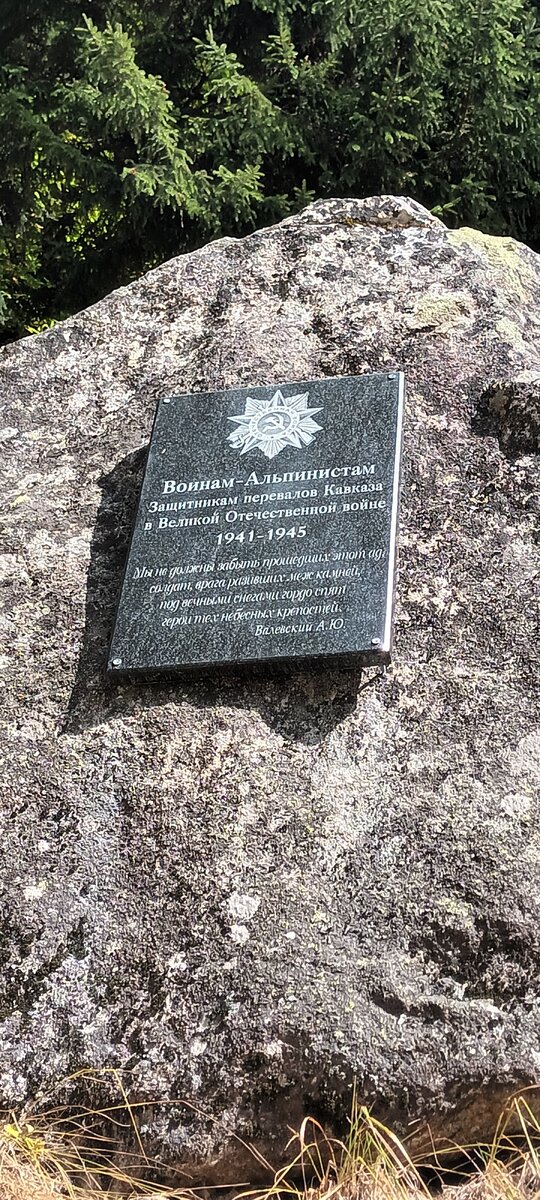 Воинам-Альпинистам
Защитникам перевалов Кавказа
в Великой Отечественной войне
1941-1945
Мы не должны забыть прошедших этот ад,
солдат, врага разивших меж камней,
под вечными снегами гордо спят
герои тех небесных крепостей.
Валевский А.Ю